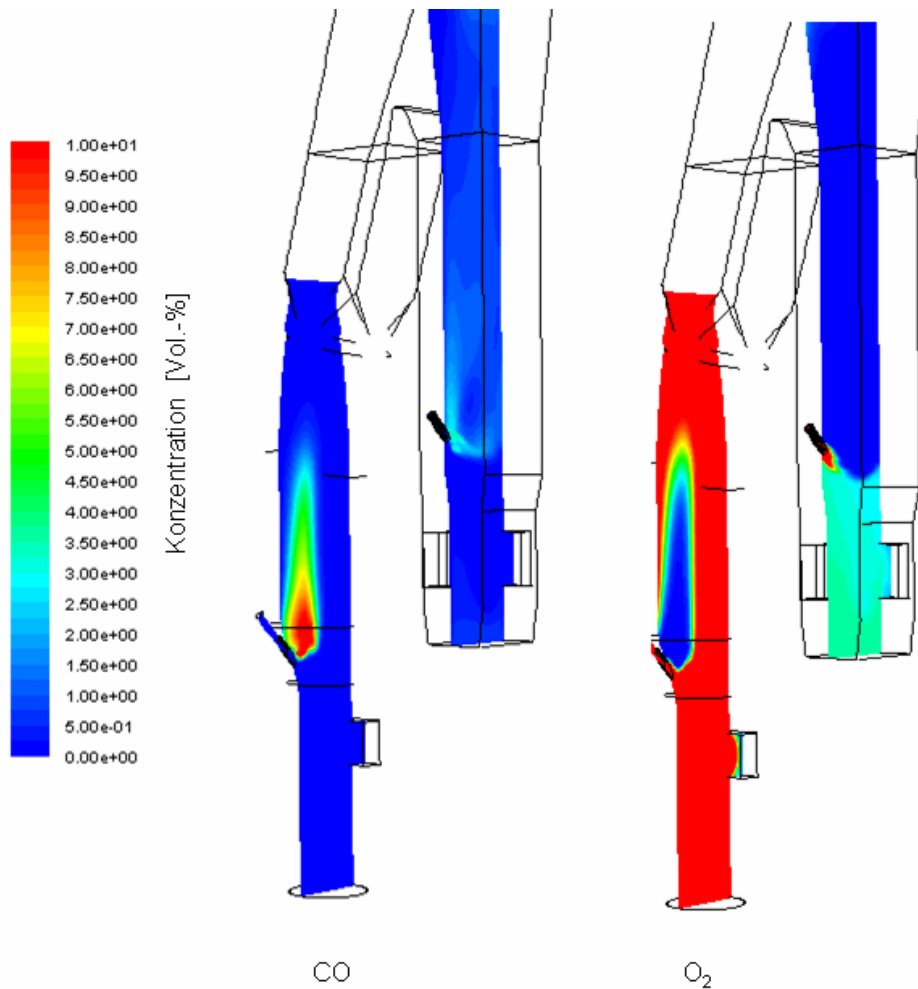 1.00e+01
9.50e+00
9.00e+00
8.50e+00
8.00e+00
7.50e+00
7.00e+00
6.50e+00
6.00e+00
5.50e+00
5.00e+00
4.50e+00
4.00e+00
3.50e+00
3.00e+00
2.50e+00
2.00e+00
1.50e+00
1.00e+00
5.00e-01
0.00e+00
Konzentration [Vol.-%]
CO
O₂